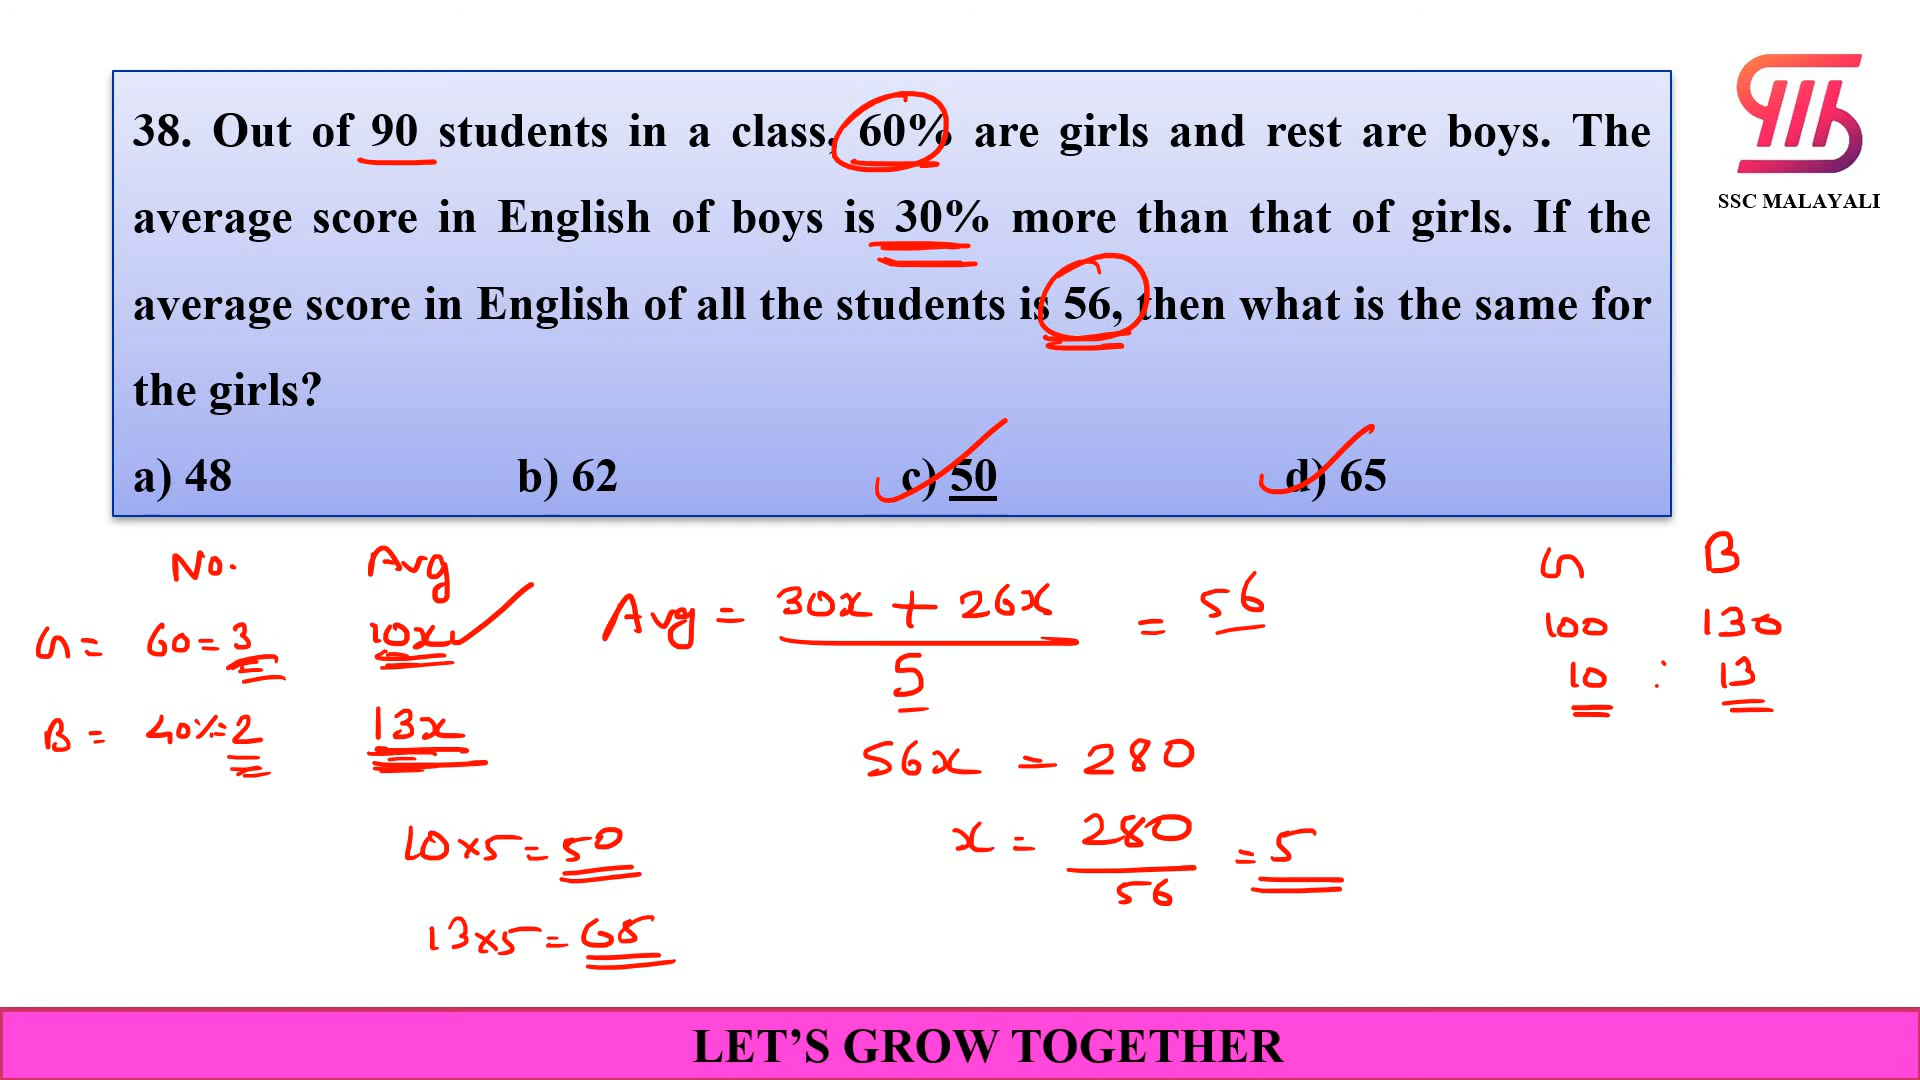 38. Out of 90 students in a class, 60% are girls and rest are boys. The
average score in English of boys is 30% more than that of girls. If the
average score in English of all the students is 56, then what is the same for
the girls?
a) 48 b) 62 c) 50 d) 65
SSC MALAYALI
No. Avg
G = 60 = 3 10x
B = 40% = 2 13x
Avg = 30x + 26x / 5 = 56
56x = 280
x = 280 / 56 = 5
10 x 5 = 50
13 x 5 = 65
G B
100 130
10 : 13
LET'S GROW TOGETHER